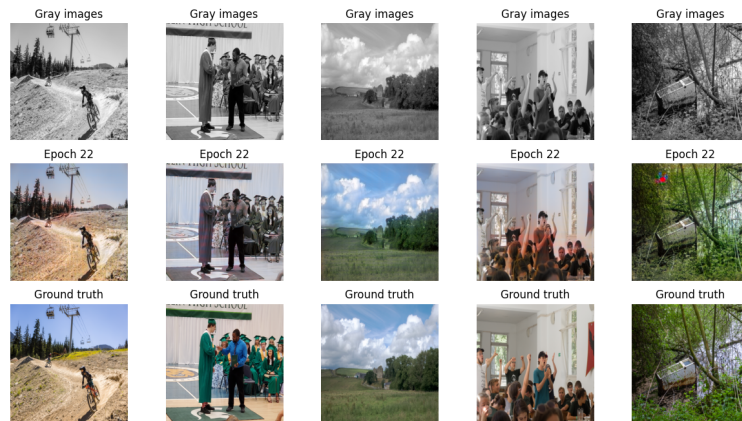 Gray images Gray images Gray images Gray images Gray images
Epoch 22 Epoch 22 Epoch 22 Epoch 22 Epoch 22
Ground truth Ground truth Ground truth Ground truth Ground truth